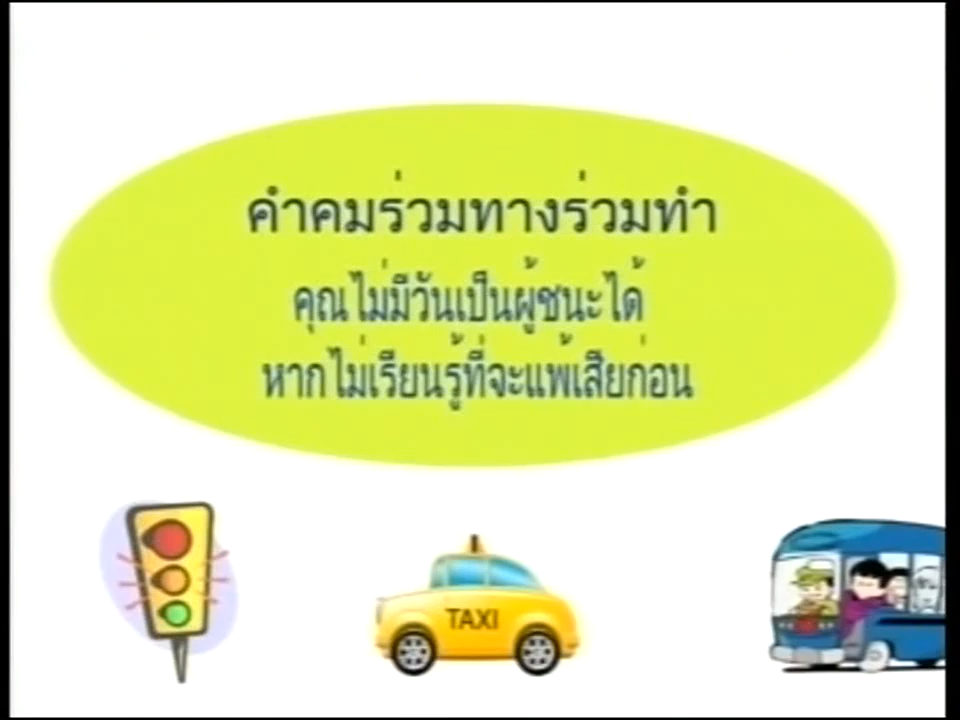 คำคมร่วมทางร่วมทำ
คุณไม่มีวันเป็นผู้ชนะได้
หากไม่เรียนรู้ที่จะแพ้เสียก่อน
TAXI